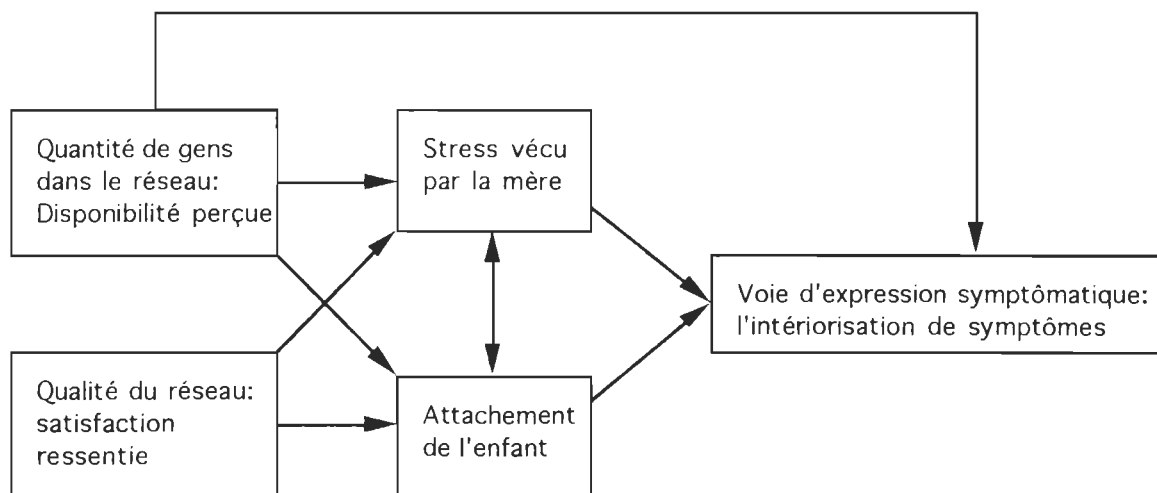 Quantité de gens
dans le réseau:
Disponibilité perçue
Stress vécu
par la mère
Voie d'expression symptômatique:
l'intériorisation de symptômes
Qualité du réseau:
satisfaction
ressentie
Attachement
de l'enfant